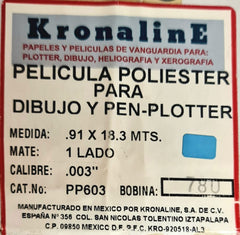 KronalinE
PAPELES Y PELICULAS DE VANGUARDIA PARA:
PLOTTER, DIBUJO, HELIOGRAFIA Y XEROGRAFIA
PELICULA POLIESTER
PARA
DIBUJO Y PEN-PLOTTER
MEDIDA: .91 X 18.3 MTS.
MATE: 1 LADO
CALIBRE: .003"
CAT.No: PP603 BOBINA: 780
MANUFACTURADO EN MEXICO POR KRONALINE, S.A. DE C.V.
ESPAÑA Nº 356 COL. SAN NICOLAS TOLENTINO IZTAPALAPA
C.P. 09850 MEXICO D.F. R.F.C. KRO-920518-AL3